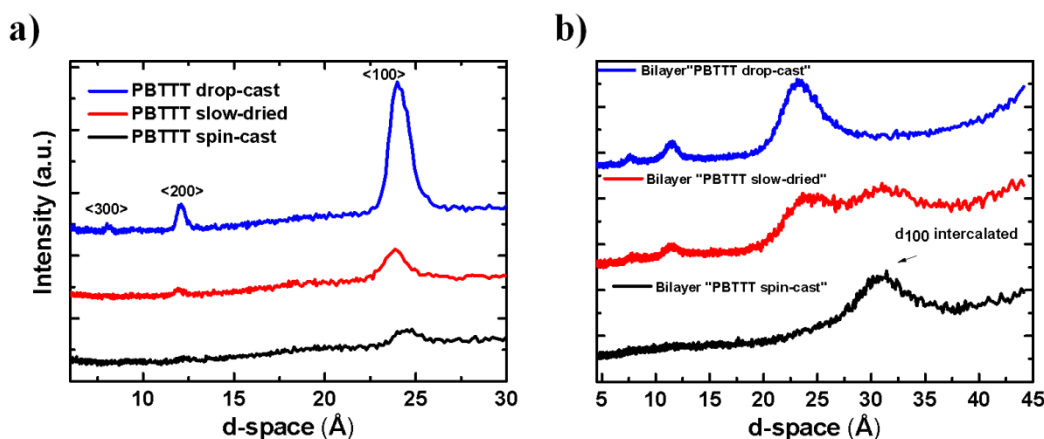 a)
Intensity (a.u.)
PBTTT drop-cast
PBTTT slow-dried
PBTTT spin-cast
<100>
<200>
<300>
5 10 15 20 25 30
d-space (Å)
b)
Bilayer"PBTTT drop-cast"
Bilayer "PBTTT slow-dried"
d100 intercalated
Bilayer "PBTTT spin-cast"
5 10 15 20 25 30 35 40 45
d-space (Å)